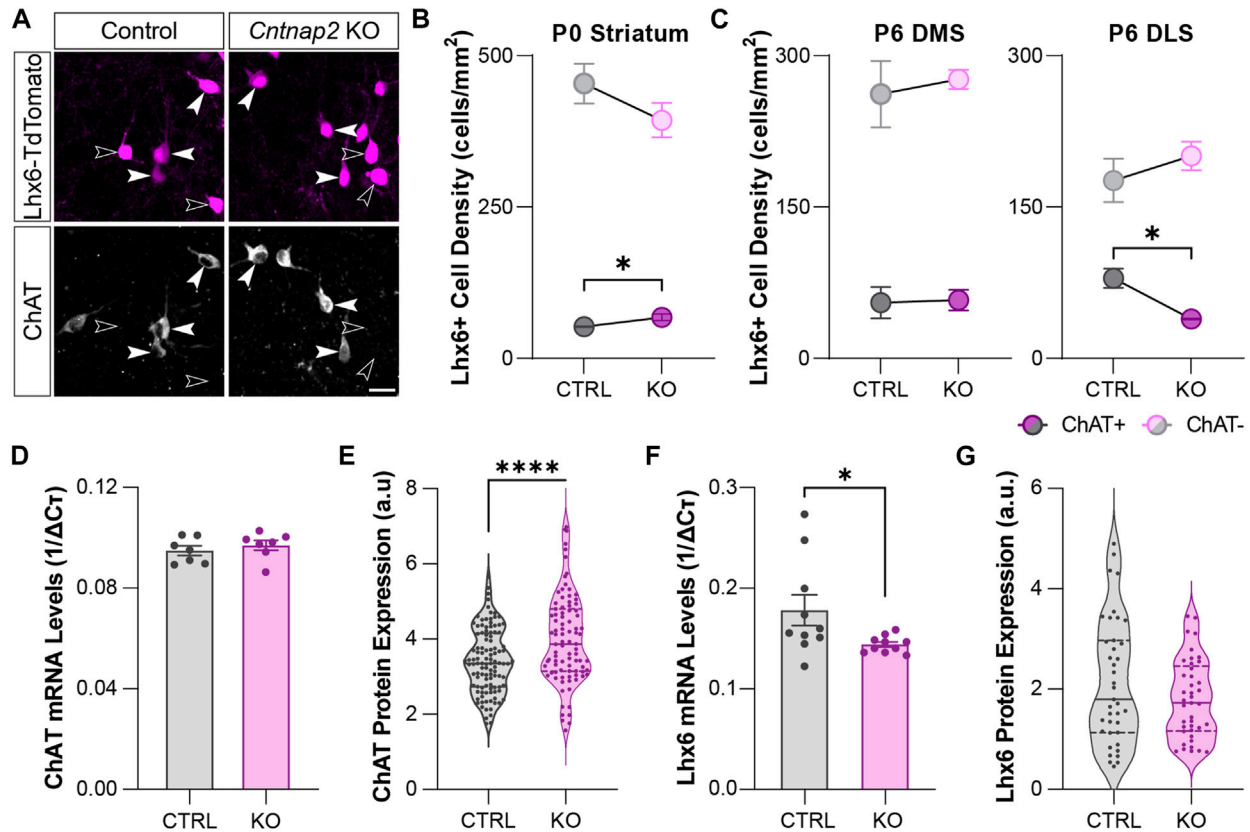 A
Control
Cntnap2 KO
Lhx6-TdTomato
ChAT
B
P0 Striatum
Lhx6+ Cell Density (cells/mm²)
500
250
0
*
CTRL
KO
C
P6 DMS
P6 DLS
Lhx6+ Cell Density (cells/mm²)
300
150
0
CTRL
KO
300
150
0
*
CTRL
KO
ChAT+
ChAT-
D
ChAT mRNA Levels (1/ΔCт)
0.12
0.08
0.04
0.00
CTRL
KO
E
ChAT Protein Expression (a.u)
8
6
4
2
0
****
CTRL
KO
F
Lhx6 mRNA Levels (1/ΔCт)
0.3
0.2
0.1
0.0
*
CTRL
KO
G
Lhx6 Protein Expression (a.u.)
6
4
2
0
CTRL
KO